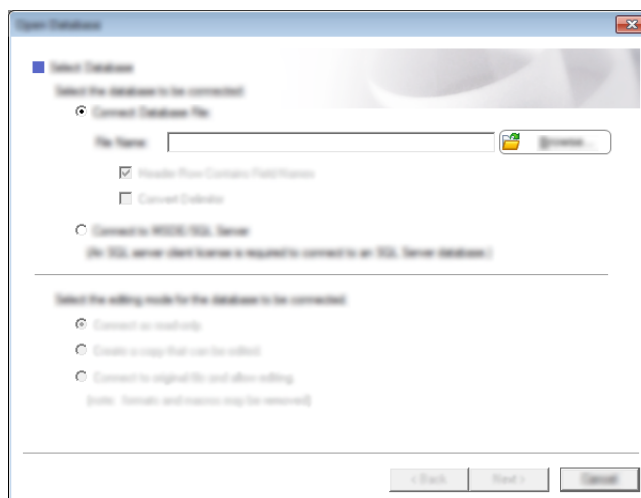 Open Database
Select Database
Select the database to be connected:
Connect Database File:
File Name:
Browse...
Header Row Contains Field Names
Convert Delimiter
Connect to MSDE/SQL Server
(An SQL server client license is required to connect to an SQL Server database.)
Select the editing mode for the database to be connected.
Connect as read-only.
Create a copy that can be edited.
Connect to original file and allow editing.
(note: formats and macros may be removed)
< Back
Next >
Cancel